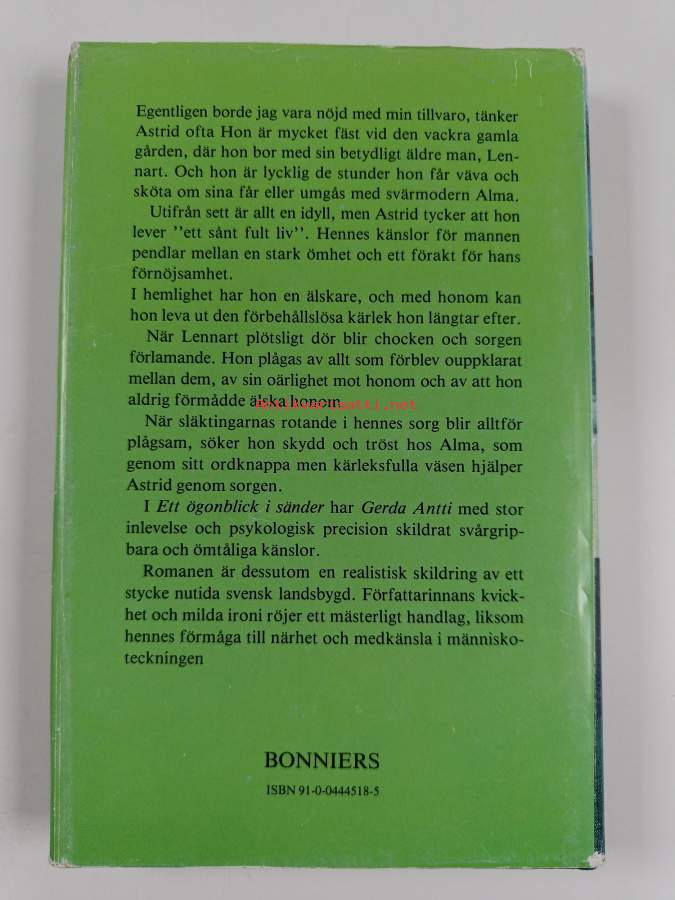 Egentligen borde jag vara nöjd med min tillvaro, tänker
Astrid ofta Hon är mycket fäst vid den vackra gamla
gården, där hon bor med sin betydligt äldre man, Len-
nart. Och hon är lycklig de stunder hon får väva och
sköta om sina får eller umgås med svärmodern Alma.
Utifrån sett är allt en idyll, men Astrid tycker att hon
lever ''ett sånt fult liv''. Hennes känslor för mannen
pendlar mellan en stark ömhet och ett förakt för hans
förnöjsamhet.
I hemlighet har hon en älskare, och med honom kan
hon leva ut den förbehållslösa kärlek hon längtar efter.
När Lennart plötsligt dör blir chocken och sorgen
förlamande. Hon plågas av allt som förblev ouppklarat
mellan dem, av sin oärlighet mot honom och av att hon
aldrig förmådde älska honom.
Antikvariaatti.net
När släktingarnas rotande i hennes sorg blir alltför
plågsam, söker hon skydd och tröst hos Alma, som
genom sitt ordknappa men kärleksfulla väsen hjälper
Astrid genom sorgen.
I Ett ögonblick i sänder har Gerda Antti med stor
inlevelse och psykologisk precision skildrat svårgrip-
bara och ömtåliga känslor.
Romanen är dessutom en realistisk skildring av ett
stycke nutida svensk landsbygd. Författarinnans kvick-
het och milda ironi röjer ett mästerligt handlag, liksom
hennes förmåga till närhet och medkänsla i människo-
teckningen
BONNIERS
ISBN 91-0-0444518-5